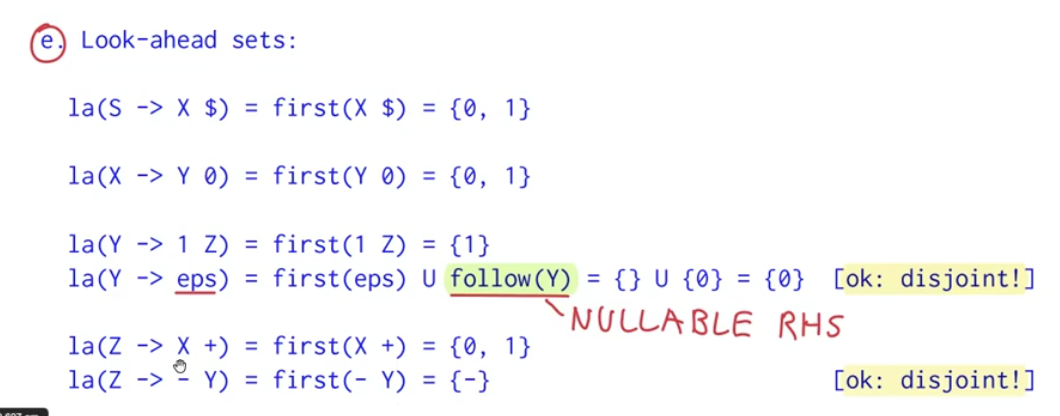 e. Look-ahead sets:
la(S -> X $) = first(X $) = {0, 1}
la(X -> Y 0) = first(Y 0) = {0, 1}
la(Y -> 1 Z) = first(1 Z) = {1}
la(Y -> eps) = first(eps) U follow(Y) = {} U {0} = {0} [ok: disjoint!]
NULLABLE RHS
la(Z -> X +) = first(X +) = {0, 1}
la(Z -> - Y) = first(- Y) = {-} [ok: disjoint!]